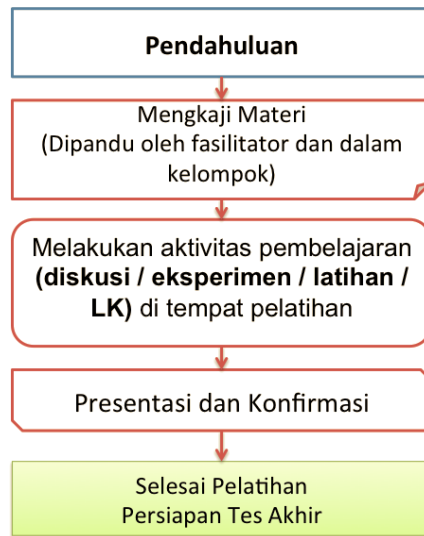 Pendahuluan
Mengkaji Materi
(Dipandu oleh fasilitator dan dalam
kelompok)
Melakukan aktivitas pembelajaran
(diskusi / eksperimen / latihan /
LK) di tempat pelatihan
Presentasi dan Konfirmasi
Selesai Pelatihan
Persiapan Tes Akhir